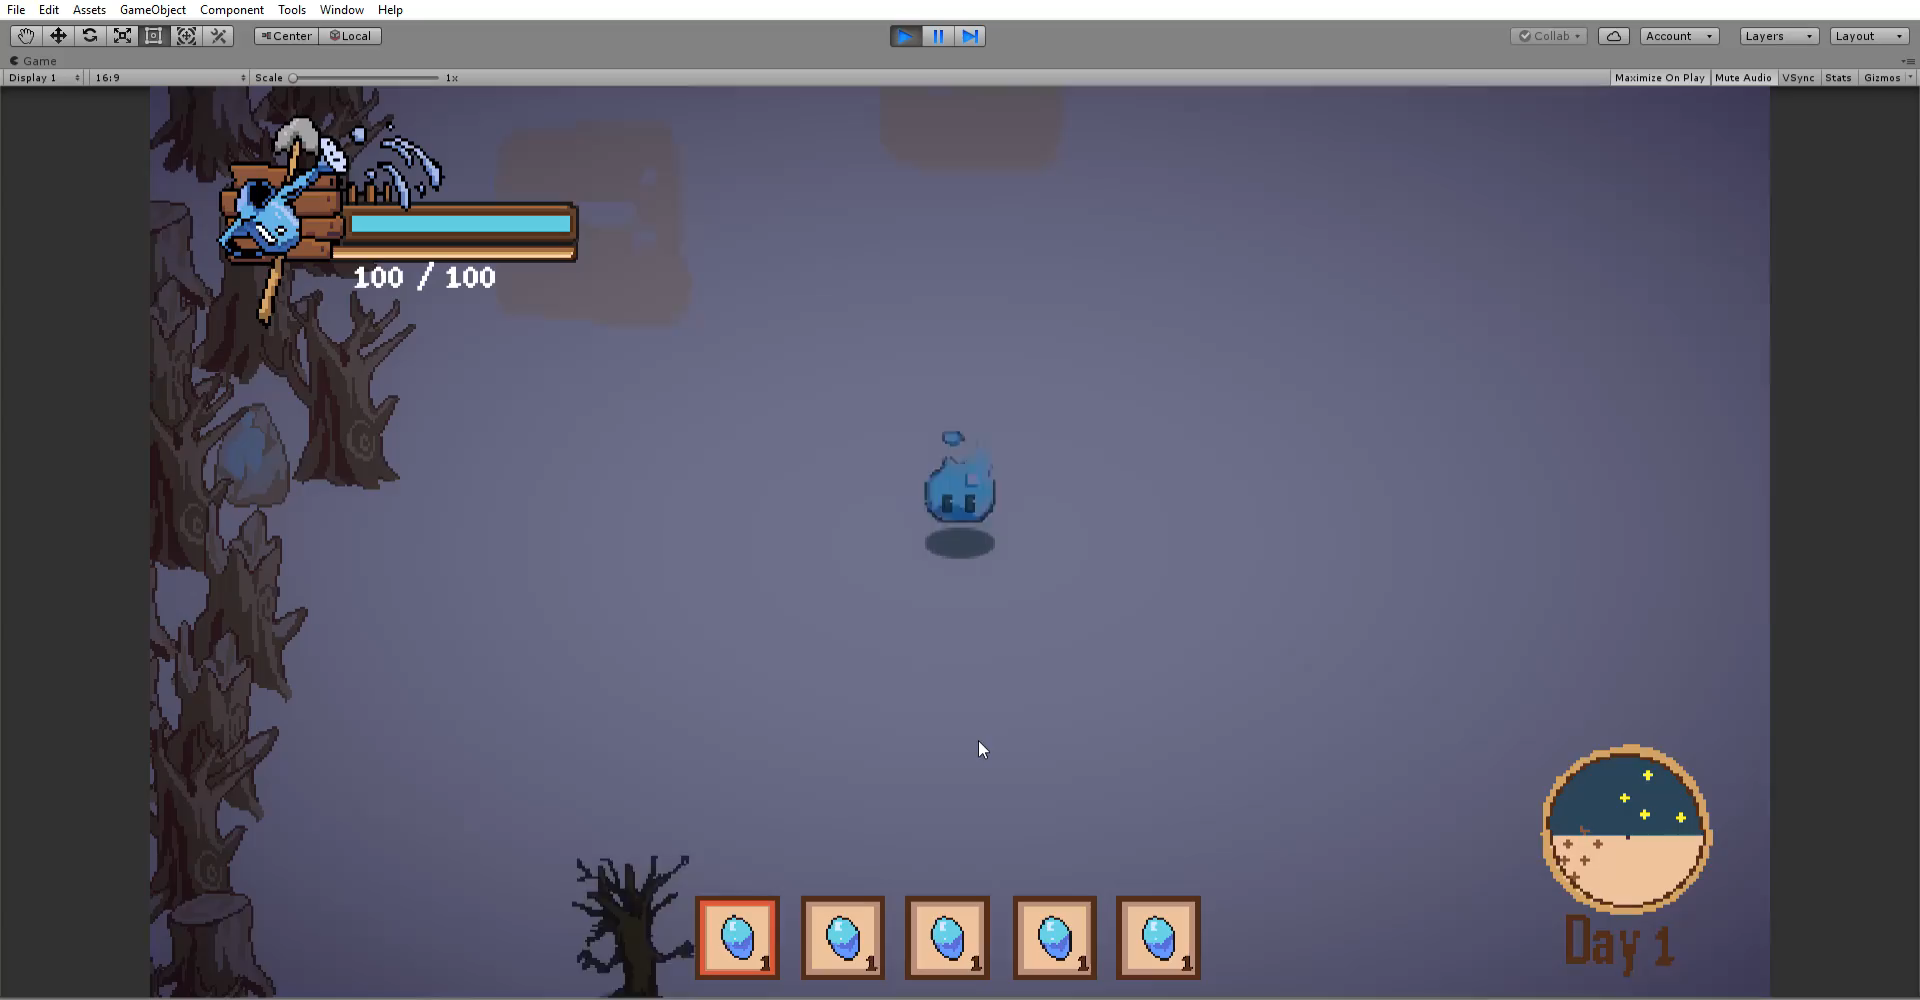 File Edit Assets GameObject Component Tools Window Help
Center Local Collab Account Layers Layout
Game
Display 1 16:9 Scale 1x Maximize On Play Mute Audio VSync Stats Gizmos
100 / 100
1 1 1 1 1
Day 1